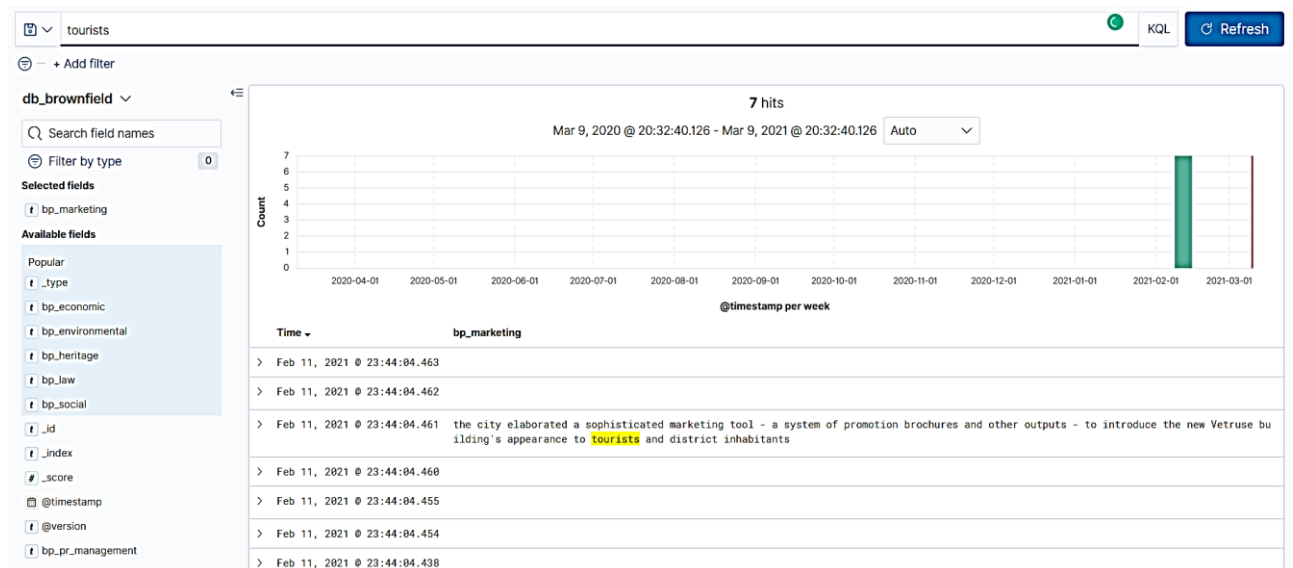 tourists
KQL
Refresh
+ Add filter
db_brownfield
Search field names
Filter by type 0
Selected fields
t bp_marketing
Available fields
Popular
t _type
t bp_economic
t bp_environmental
t bp_heritage
t bp_law
t bp_social
t _id
t _index
# _score
@timestamp
t @version
t bp_pr_management
7 hits
Mar 9, 2020 @ 20:32:40.126 - Mar 9, 2021 @ 20:32:40.126 Auto
Count
7
6
5
4
3
2
1
0
2020-04-01 2020-05-01 2020-06-01 2020-07-01 2020-08-01 2020-09-01 2020-10-01 2020-11-01 2020-12-01 2021-01-01 2021-02-01 2021-03-01
@timestamp per week
Time bp_marketing
> Feb 11, 2021 @ 23:44:04.463
> Feb 11, 2021 @ 23:44:04.462
> Feb 11, 2021 @ 23:44:04.461 the city elaborated a sophisticated marketing tool - a system of promotion brochures and other outputs - to introduce the new Vetruse bu
ilding's appearance to tourists and district inhabitants
> Feb 11, 2021 @ 23:44:04.460
> Feb 11, 2021 @ 23:44:04.455
> Feb 11, 2021 @ 23:44:04.454
> Feb 11, 2021 @ 23:44:04.438